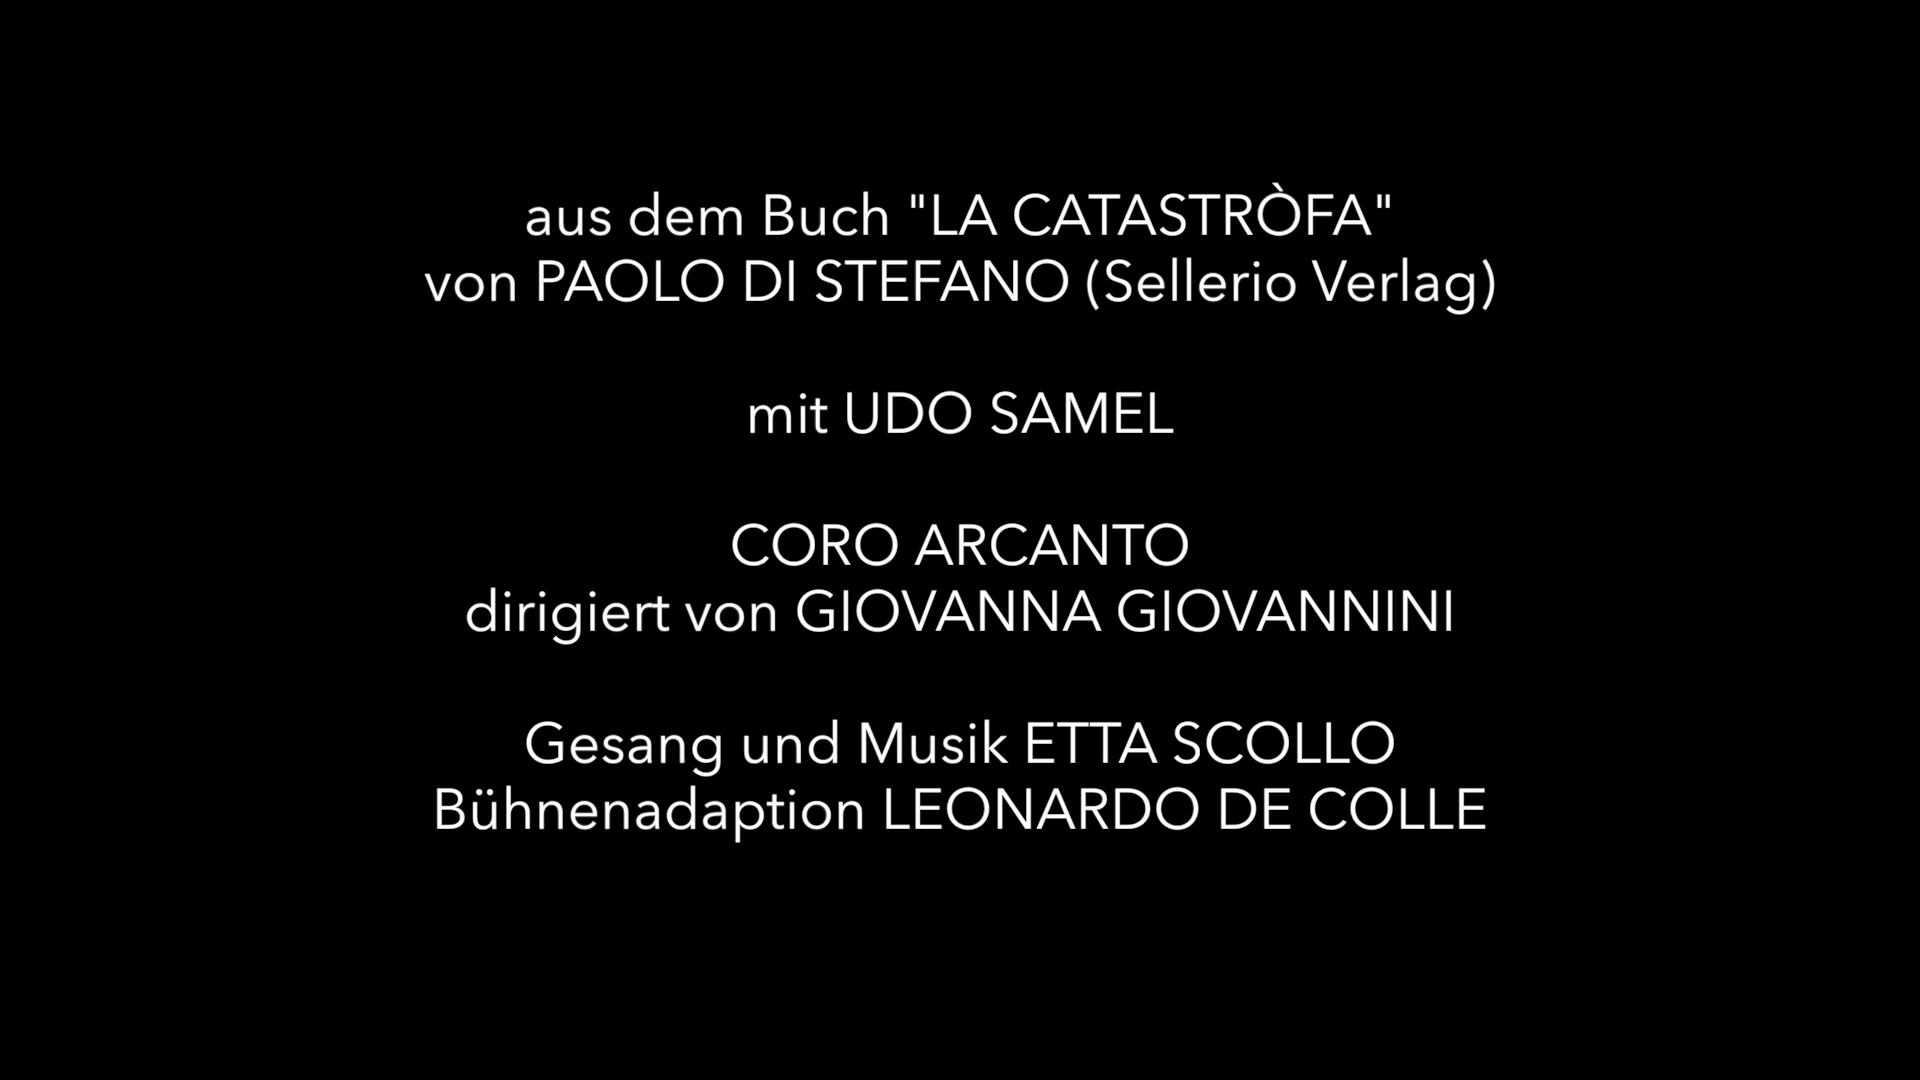 aus dem Buch "LA CATASTRÒFA"
von PAOLO DI STEFANO (Sellerio Verlag)
mit UDO SAMEL
CORO ARCANTO
dirigiert von GIOVANNA GIOVANNINI
Gesang und Musik ETTA SCOLLO
Bühnenadaption LEONARDO DE COLLE